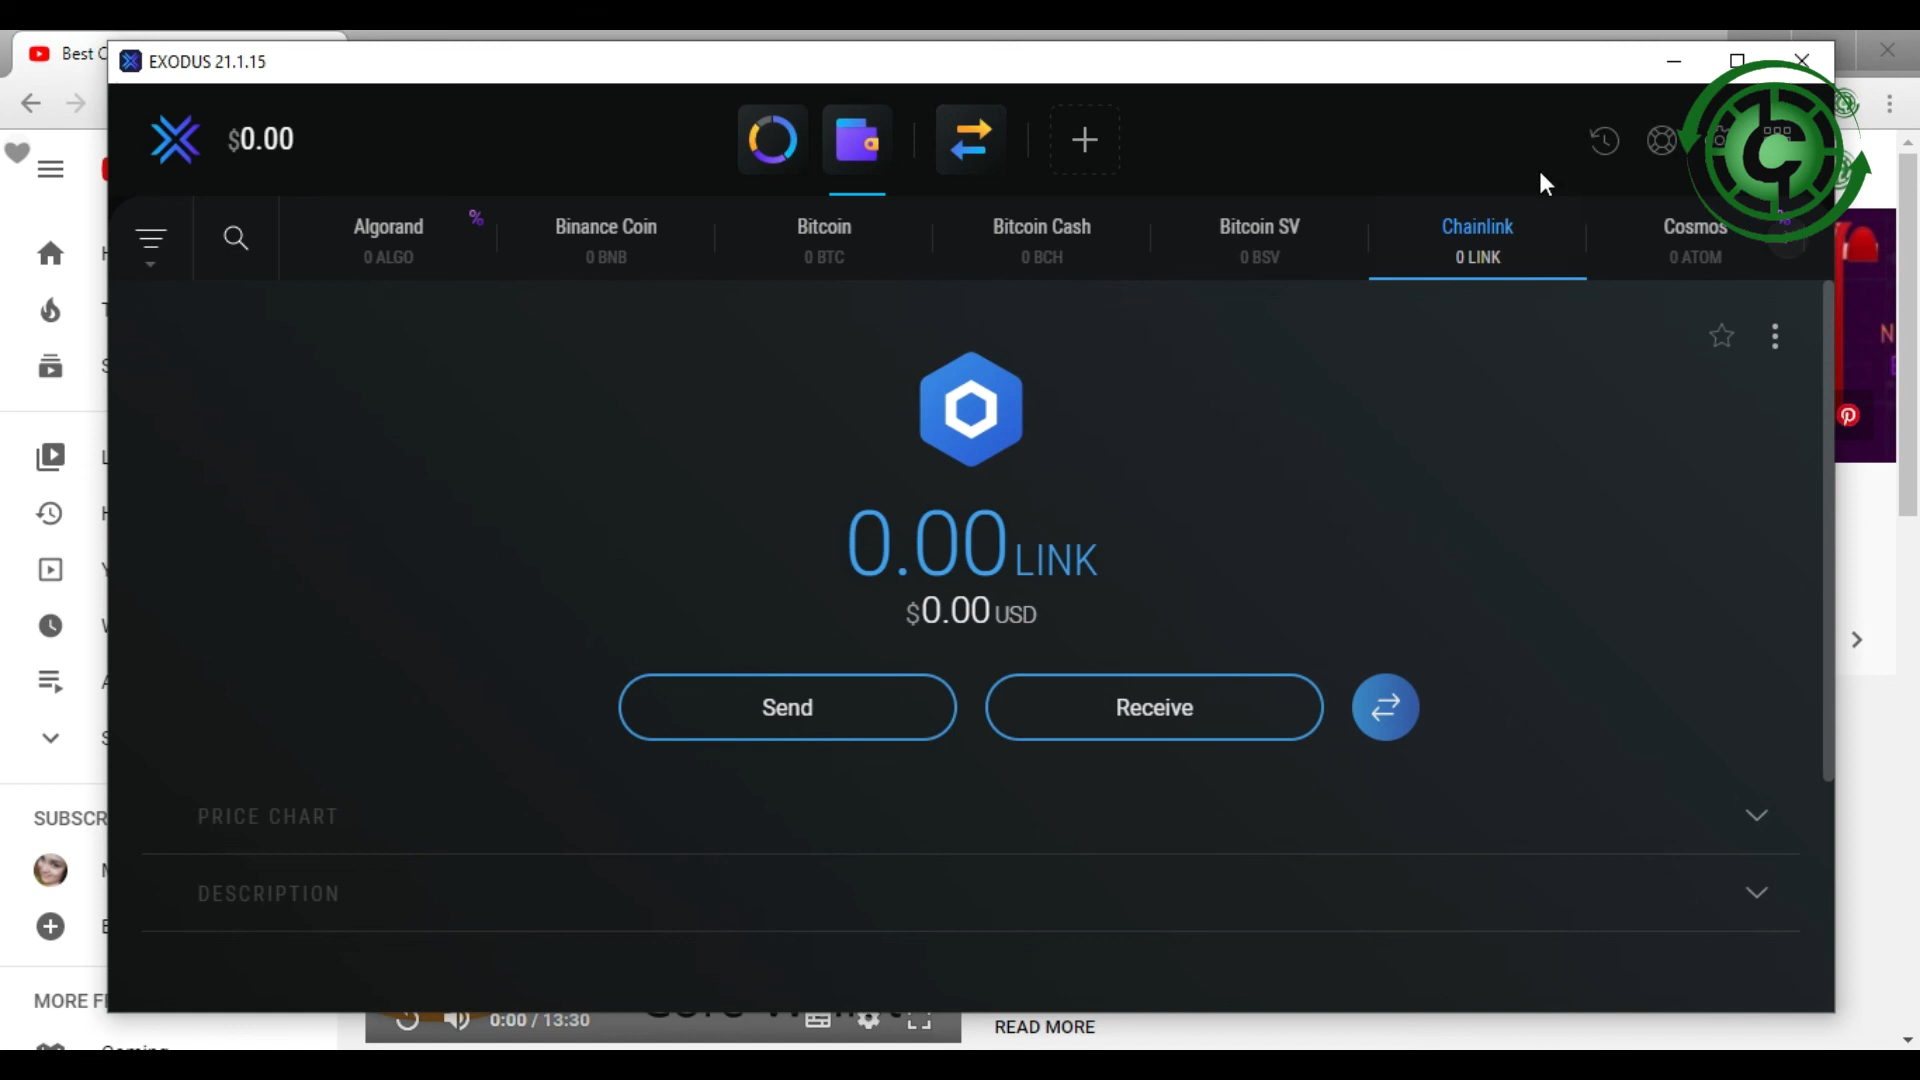 Best C
EXODUS 21.1.15
$0.00
Algorand
0 ALGO
%
Binance Coin
0 BNB
Bitcoin
0 BTC
Bitcoin Cash
0 BCH
Bitcoin SV
0 BSV
Chainlink
0 LINK
Cosmos
0 ATOM
0.00 LINK
$0.00 USD
Send
Receive
PRICE CHART
DESCRIPTION
SUBSCR
MORE F
0:00 / 13:30
READ MORE